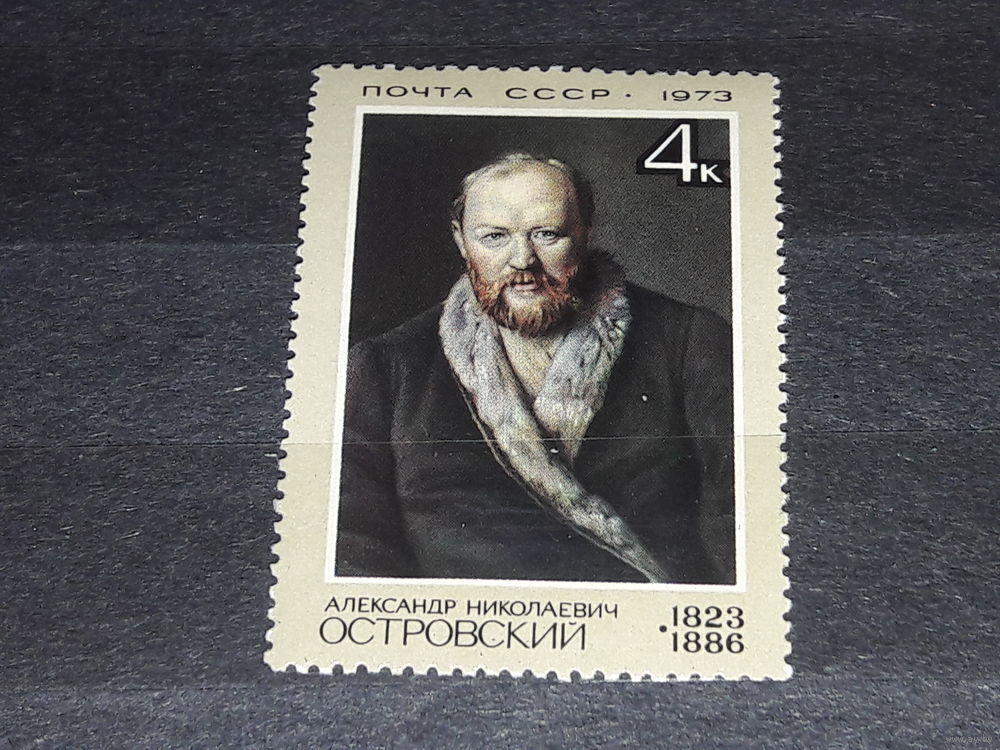 ПОЧТА СССР · 1973
4к
АЛЕКСАНДР НИКОЛАЕВИЧ
ОСТРОВСКИЙ
1823
1886